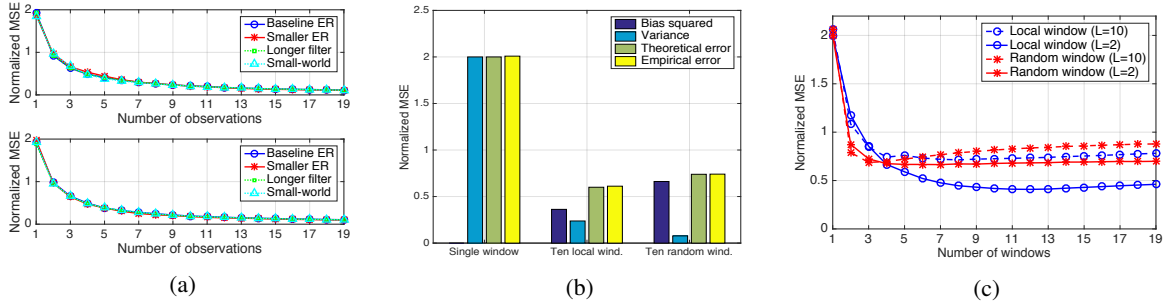 2
1
0
Normalized MSE
1 3 5 7 9 11 13 15 17 19
Number of observations
Baseline ER
Smaller ER
Longer filter
Small-world
2
1
0
Normalized MSE
1 3 5 7 9 11 13 15 17 19
Number of observations
Baseline ER
Smaller ER
Longer filter
Small-world
(a)
2.5
2
1.5
1
0.5
0
Normalized MSE
Bias squared
Variance
Theoretical error
Empirical error
Single window Ten local wind. Ten random wind.
(b)
2
1.5
1
0.5
0
Normalized MSE
Local window (L=10)
Local window (L=2)
Random window (L=10)
Random window (L=2)
1 3 5 7 9 11 13 15 17 19
Number of windows
(c)